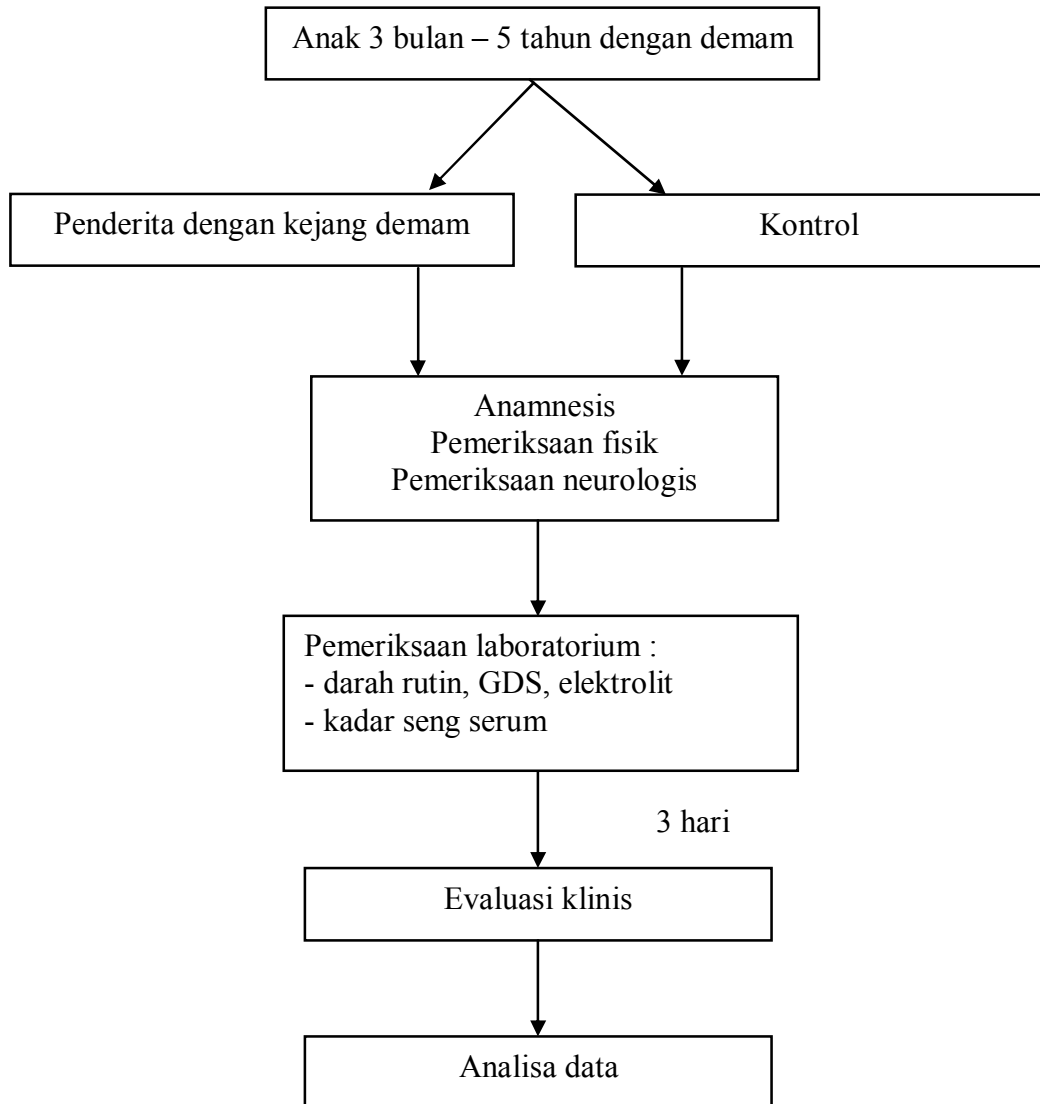 Anak 3 bulan – 5 tahun dengan demam
Penderita dengan kejang demam
Kontrol
Anamnesis
Pemeriksaan fisik
Pemeriksaan neurologis
Pemeriksaan laboratorium :
- darah rutin, GDS, elektrolit
- kadar seng serum
3 hari
Evaluasi klinis
Analisa data